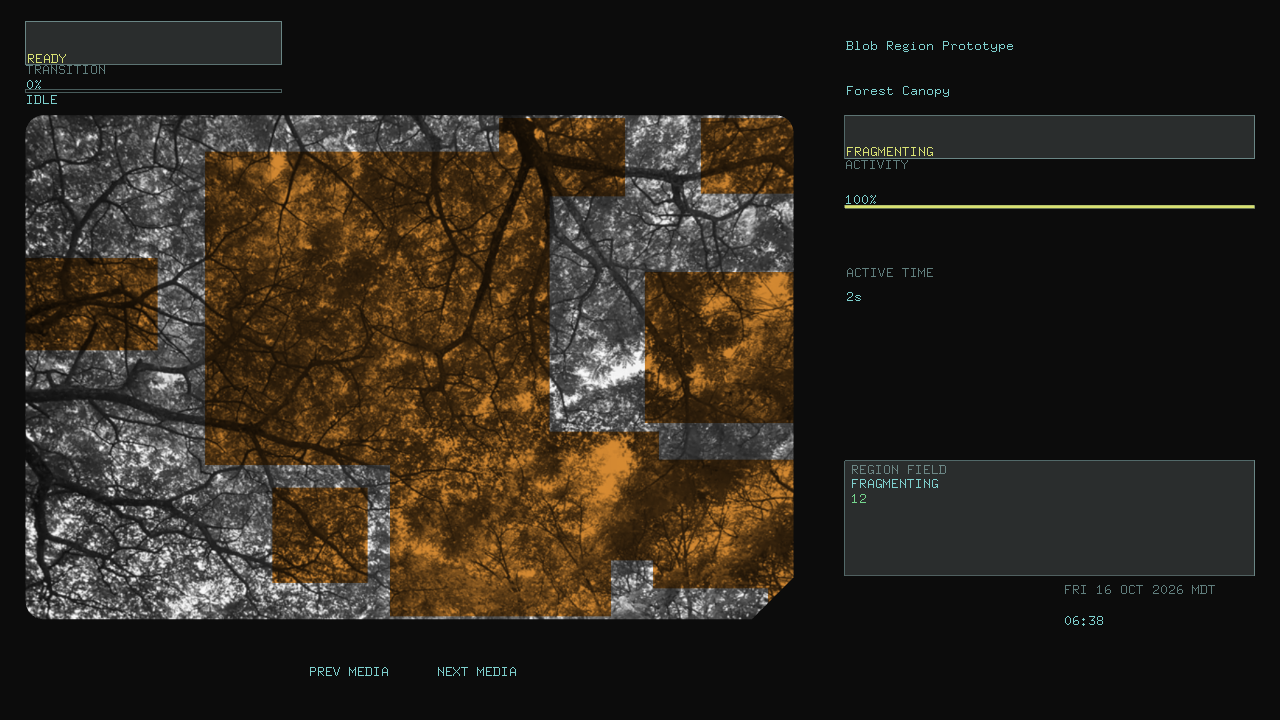 READY
TRANSITION
0%
IDLE
Blob Region Prototype
Forest Canopy
FRAGMENTING
ACTIVITY
100%
ACTIVE TIME
2s
REGION FIELD
FRAGMENTING
12
FRI 16 OCT 2026 MDT
06:38
PREV MEDIA NEXT MEDIA